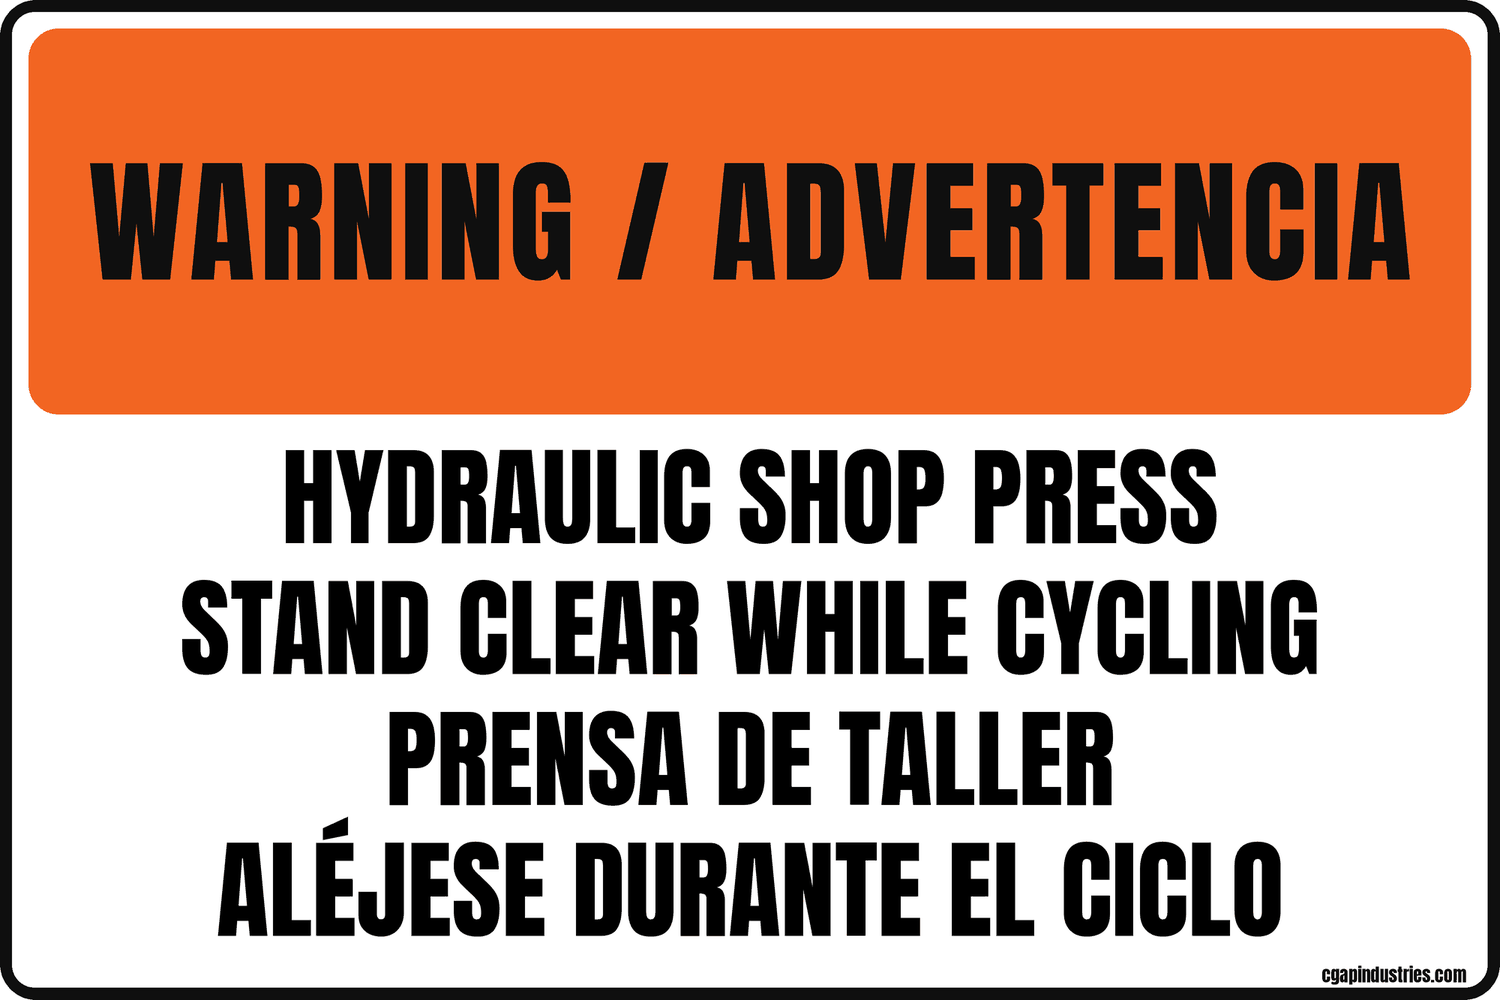 WARNING / ADVERTENCIA
HYDRAULIC SHOP PRESS
STAND CLEAR WHILE CYCLING
PRENSA DE TALLER
ALÉJESE DURANTE EL CICLO
cgapindustries.com